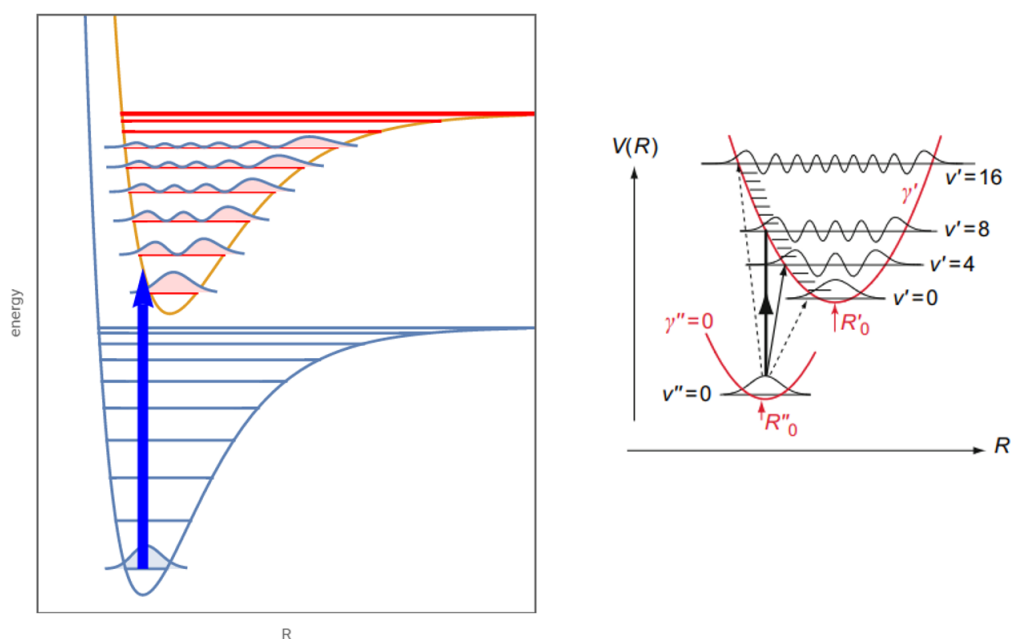 energy
R
V(R)
v'=16
γ'
v'=8
v'=4
v'=0
R'0
γ''=0
v''=0
R''0
R